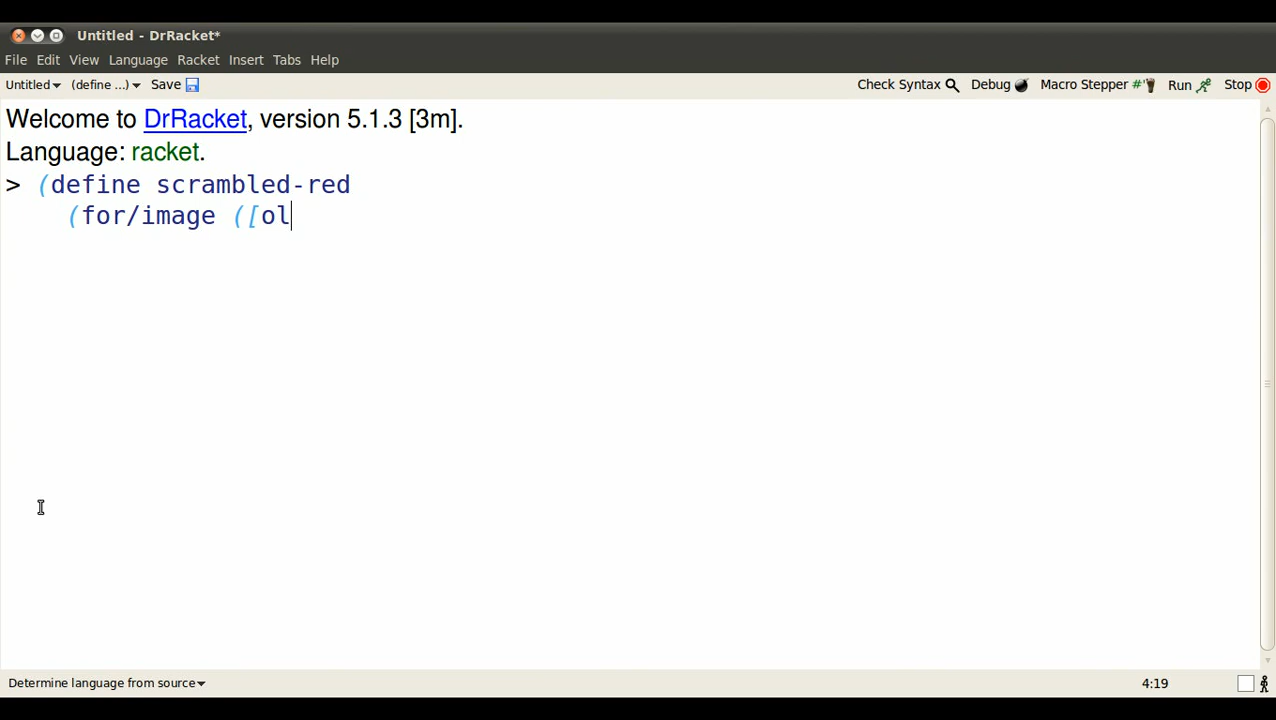 Untitled - DrRacket*
File Edit View Language Racket Insert Tabs Help
Untitled (define ...) Save Check Syntax Debug Macro Stepper #' Run Stop
Welcome to DrRacket, version 5.1.3 [3m].
Language: racket.
> (define scrambled-red
(for/image ([ol
Determine language from source 4:19